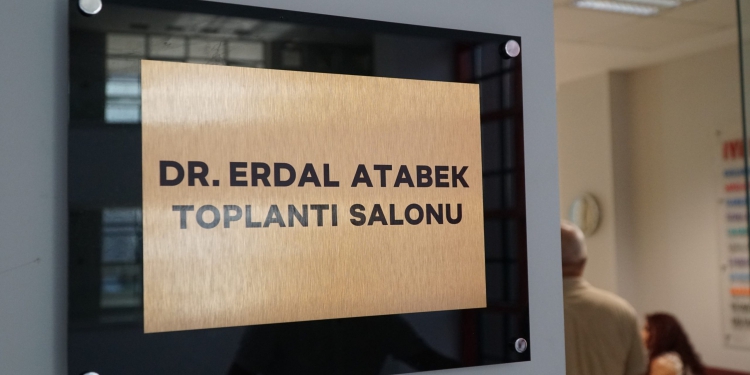 DR. ERDAL ATABEK
TOPLANTI SALONU